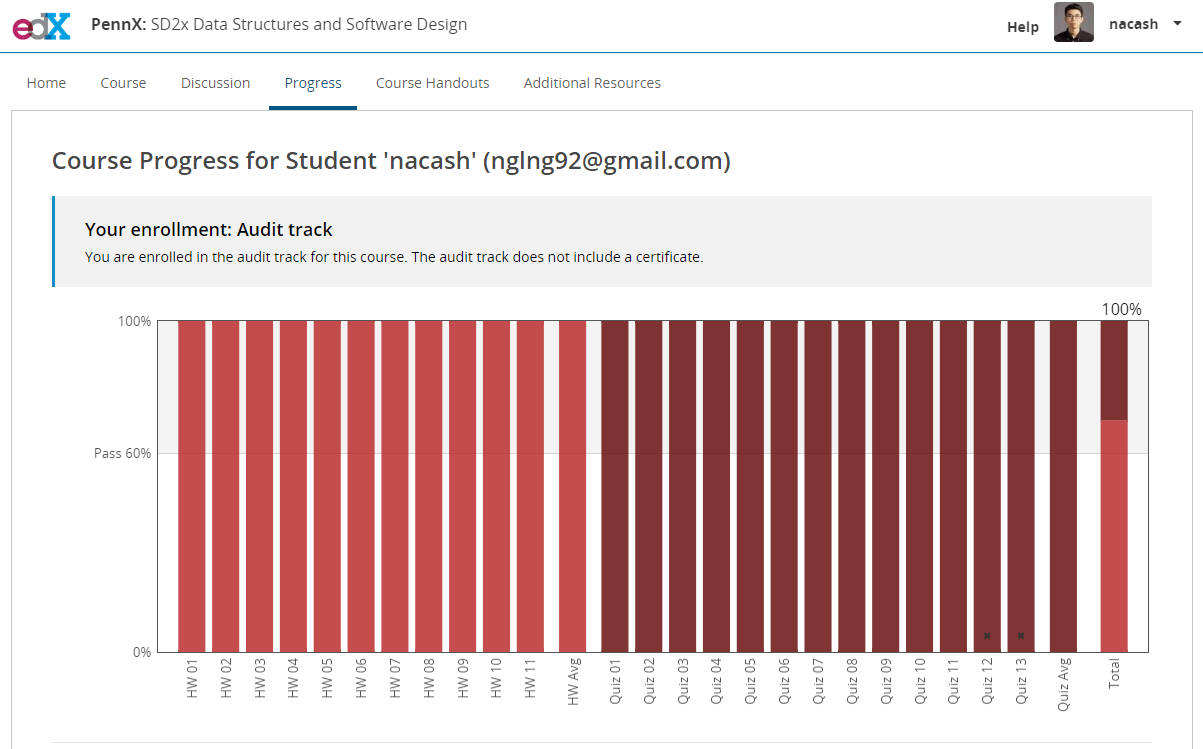 edX PennX: SD2x Data Structures and Software Design Help nacash
Home Course Discussion Progress Course Handouts Additional Resources
Course Progress for Student 'nacash' (nglng92@gmail.com)
Your enrollment: Audit track
You are enrolled in the audit track for this course. The audit track does not include a certificate.
100%
100%
Pass 60%
0%
HW 01
HW 02
HW 03
HW 04
HW 05
HW 06
HW 07
HW 08
HW 09
HW 10
HW 11
HW Avg
Quiz 01
Quiz 02
Quiz 03
Quiz 04
Quiz 05
Quiz 06
Quiz 07
Quiz 08
Quiz 09
Quiz 10
Quiz 11
Quiz 12
Quiz 13
Quiz Avg
Total